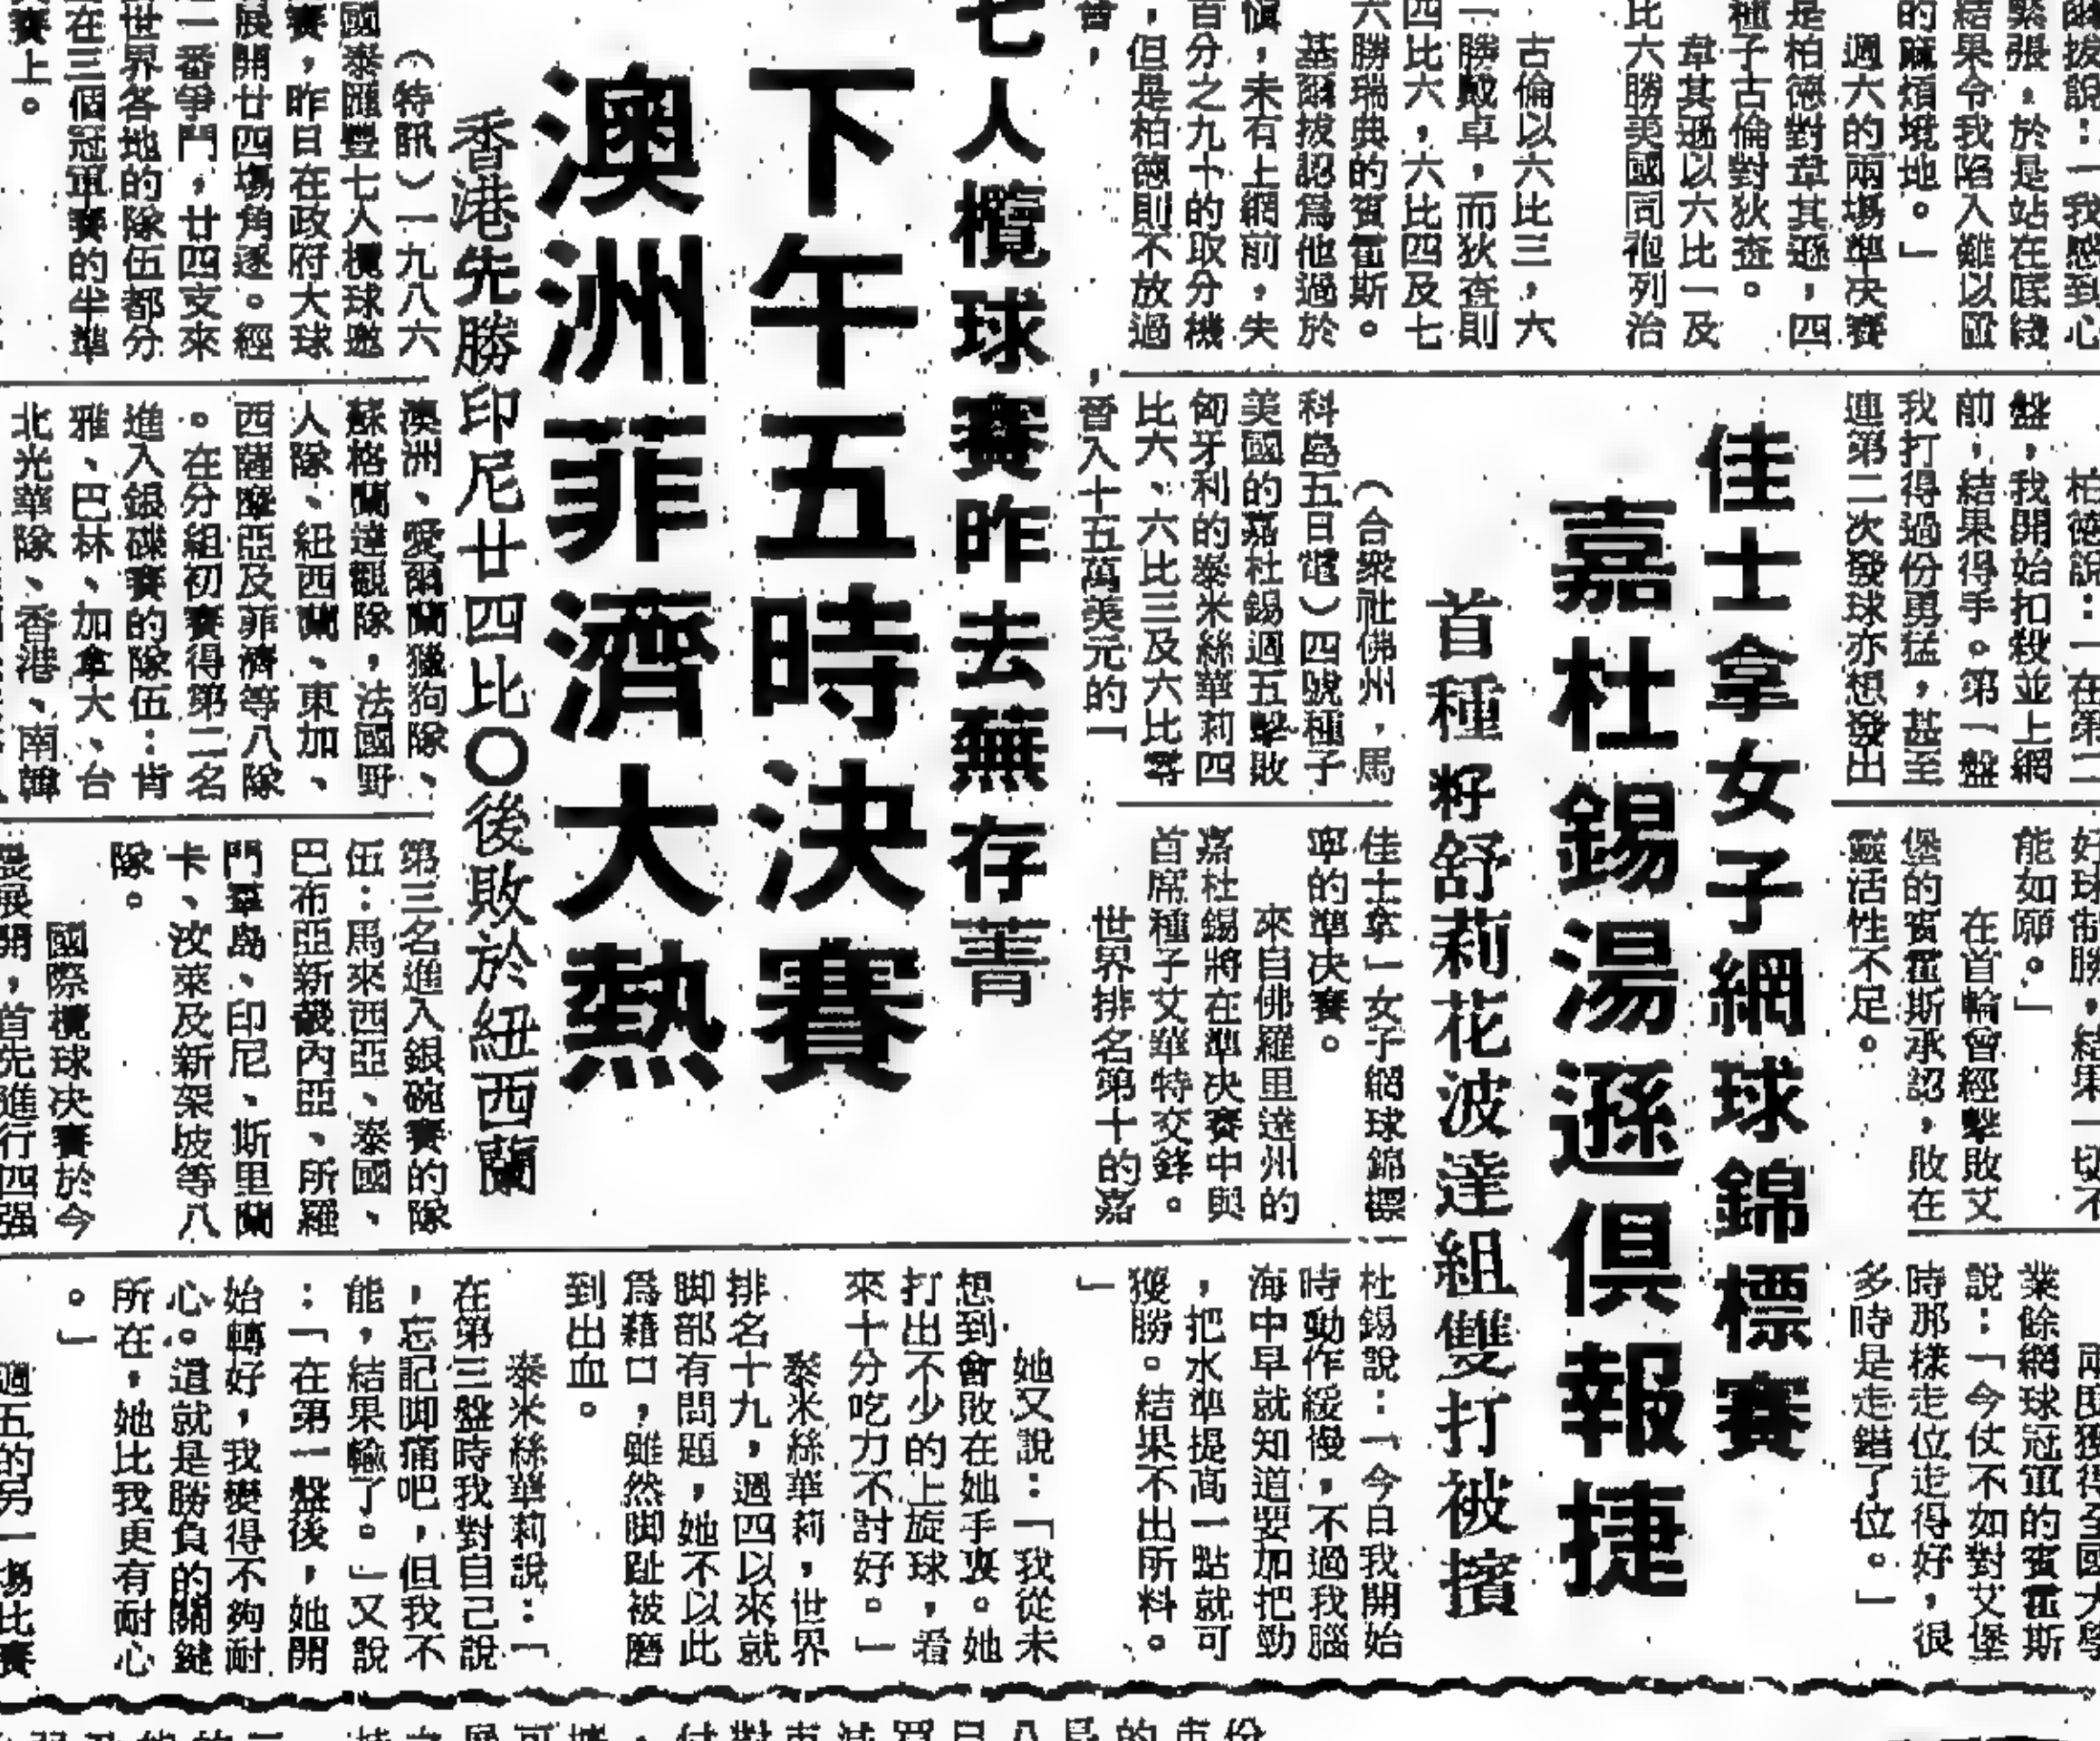 爾拔說：「我感到心
緊張，於是站在底綫
結果令我陷入難以置
的麻煩境地。」
週六的兩場準决賽
是柏德對韋其遜，四
種子古倫對狄查。
韋其遜以六比一及
比六勝美國同袍列治
古倫以六比三，六
勝敵卓，而狄查則
四比六，六比四及七
六勝瑞典的賓霍斯。
基爾拔認爲他過於
慎，未有上網前，失
百分之九十的取分機
，但是柏德則不放過
會，
柏德說：「在第二
盤，我開始扣殺並上網
前，結果得手。第一盤
我打得過份勇猛，甚至
連第二次發球亦想發出
好球制勝，結果一切不
能如願。」
在首輪曾經擊敗艾
堡的賓霍斯承認，敗在
靈活性不足。
兩因獲得全國大學
業餘網球冠軍的賓霍斯
說：「今仗不如對艾堡
時那樣走位走得好，很
多時是走錯了位。」
佳士拿女子網球錦標賽
嘉杜錫湯遜俱報捷
首種籽舒莉花波達組雙打被擯
（合衆社佛州，馬
科島五日電）四號種子
美國的嘉杜錫週五擊敗
匈牙利的泰米絲華莉四
比六、六比三及六比零
，晉入十五萬美元的「
佳士拿」女子網球錦標
寧的準决賽。
來自佛羅里達州的
嘉杜錫將在準决賽中與
首席種子艾華特交鋒。
世界排名第十的嘉
杜錫說：「今日我開始
時動作綏慢，不過我腦
海中早就知道要加把勁
，把水準提高一點就可
獲勝。結果不出所料。
」
她又說：「我從未
想到會敗在她手裏。她
打出不少的上旋球，看
來十分吃力不討好。」
泰米絲華莉，世界
排名十九，週四以來就
脚部有問題，她不以此
爲藉口，雖然脚趾被磨
到出血。
泰米絲華莉說：「
在第三盤時我對自己說
，忘記脚痛吧，但我不
能，結果輸了。」又說
：「在第一盤後，她開
始轉好，我變得不夠耐
心。這就是勝負的關鍵
所在，她比我更有耐心
。」
週五的另一場比賽
七人欖球賽昨去蕪存菁
下午五時决賽
澳洲菲濟大熱
香港先勝印尼廿四比〇後敗於紐西蘭
（特訊）一九八六
國泰匯豐七人欖球邀
賽，昨日在政府大球
展開廿四場角逐。經
一番爭鬥，廿四支來
世界各地的隊伍都分
在三個冠軍賽的半準
賽上。
澳洲、愛爾蘭獵狗隊、
蘇格蘭達觀隊，法國野
人隊、紐西蘭、東加、
西薩摩亞及菲濟等八隊
。在分組初賽得第二名
進入銀碟賽的隊伍：肯
雅、巴林、加拿大、台
北光華隊、香港、南韓
第三名進入銀碗賽的隊
伍：馬來西亞、泰國、
巴布亞新畿內亞、所羅
門羣島、印尼、斯里蘭
卡、汶萊及新架坡等八
隊。
國際欖球决賽於今
晨展開，首先進行四强